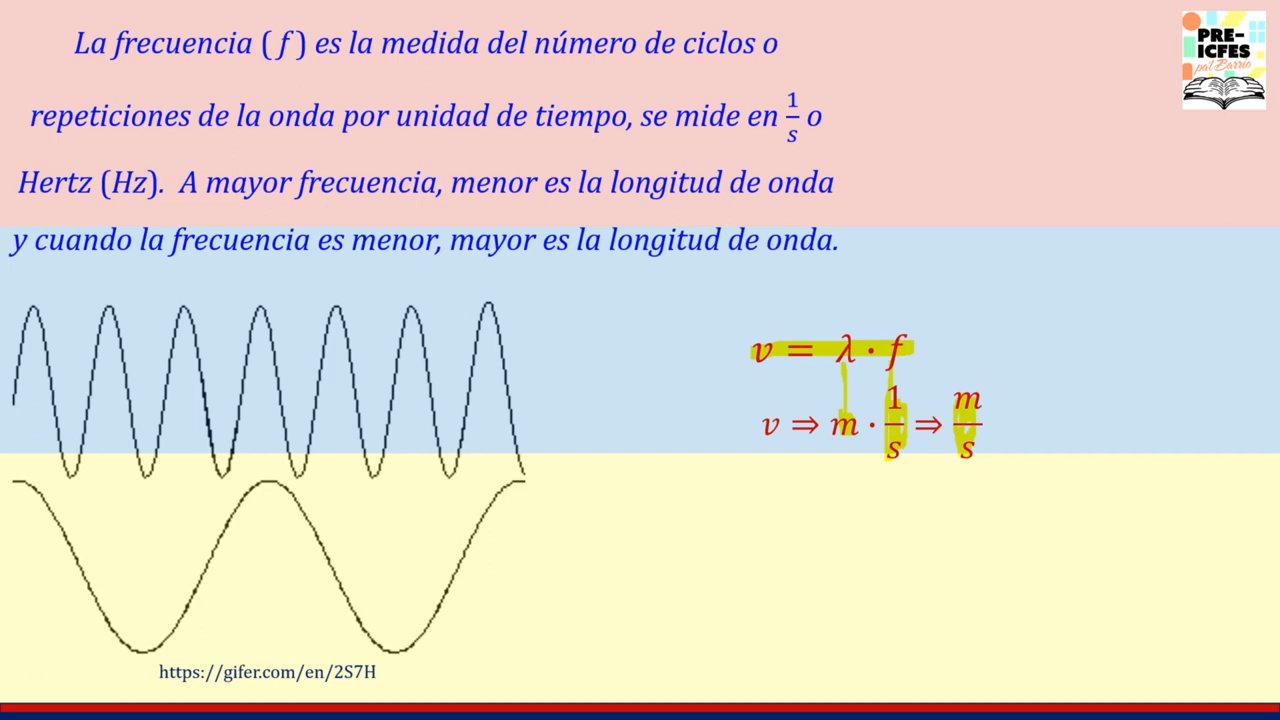 La frecuencia (f) es la medida del número de ciclos o
repeticiones de la onda por unidad de tiempo, se mide en 1/s o
Hertz (Hz). A mayor frecuencia, menor es la longitud de onda
y cuando la frecuencia es menor, mayor es la longitud de onda.
PRE-
ICFES
pa'l Barrio
v = λ · f
v ⇒ m · 1/s ⇒ m/s
https://gifer.com/en/2S7H